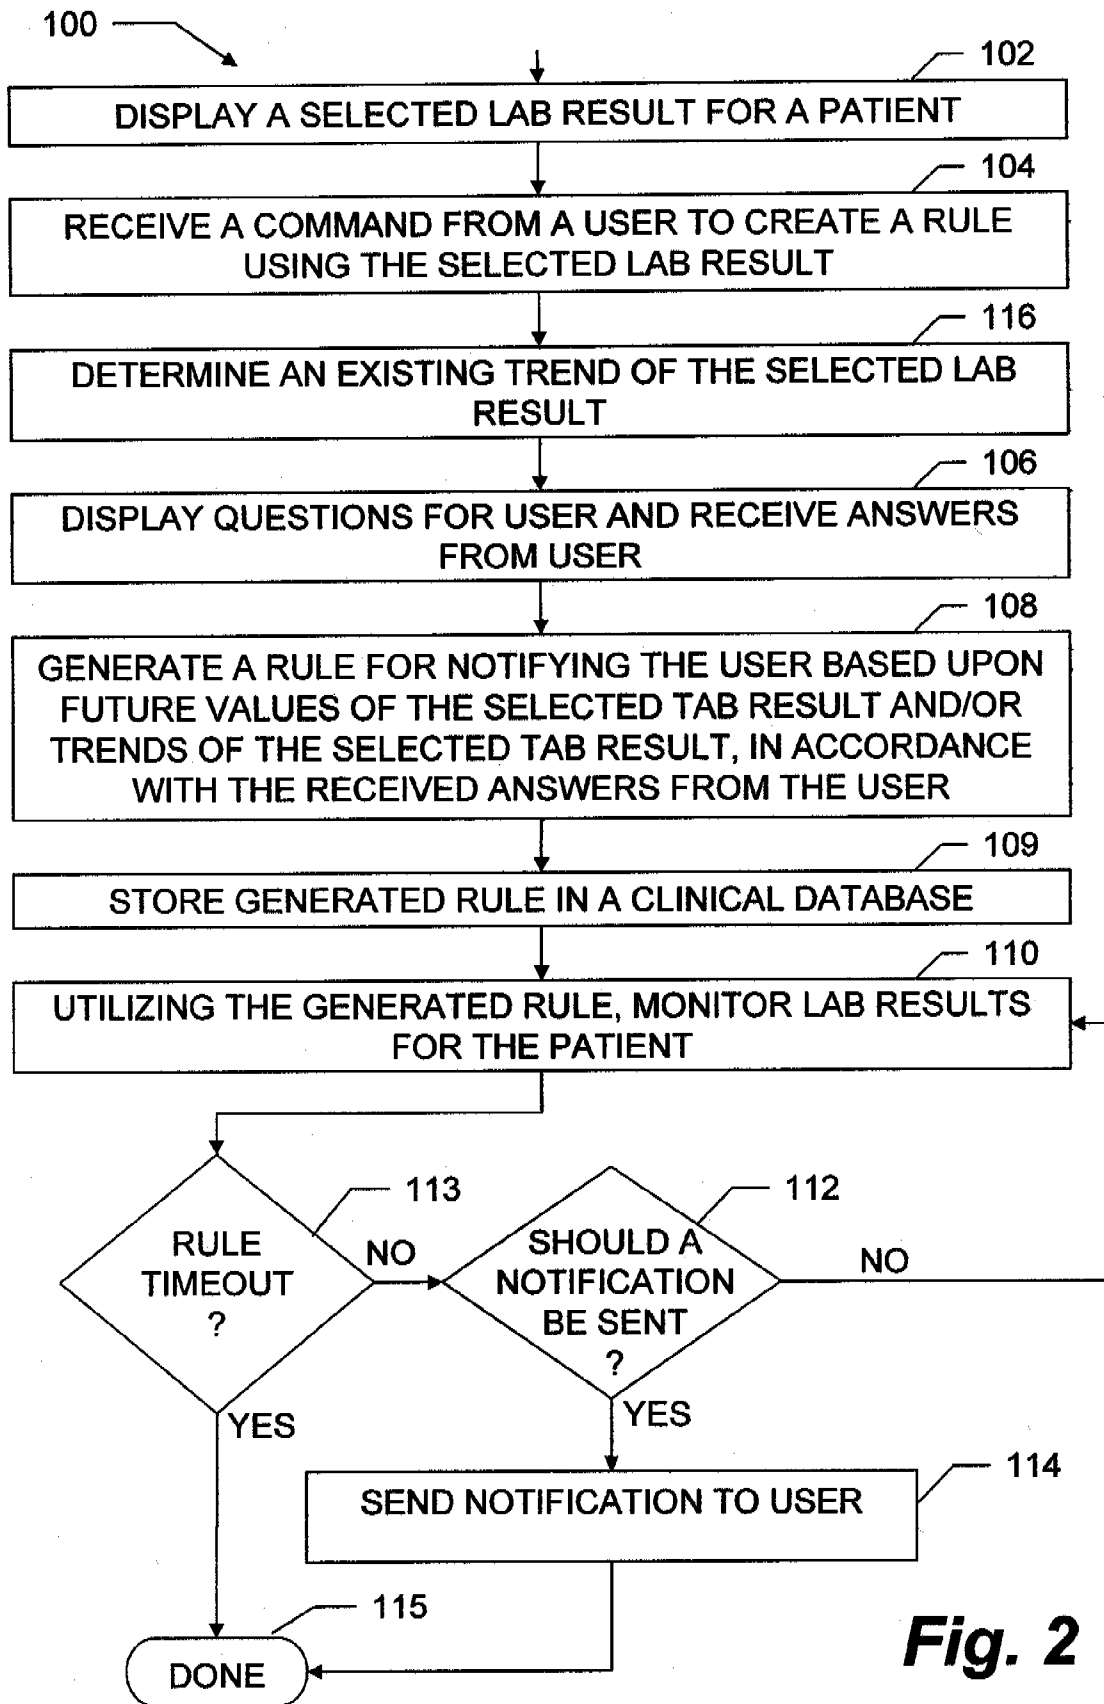 100
102
DISPLAY A SELECTED LAB RESULT FOR A PATIENT
104
RECEIVE A COMMAND FROM A USER TO CREATE A RULE
USING THE SELECTED LAB RESULT
116
DETERMINE AN EXISTING TREND OF THE SELECTED LAB
RESULT
106
DISPLAY QUESTIONS FOR USER AND RECEIVE ANSWERS
FROM USER
108
GENERATE A RULE FOR NOTIFYING THE USER BASED UPON
FUTURE VALUES OF THE SELECTED TAB RESULT AND/OR
TRENDS OF THE SELECTED TAB RESULT, IN ACCORDANCE
WITH THE RECEIVED ANSWERS FROM THE USER
109
STORE GENERATED RULE IN A CLINICAL DATABASE
110
UTILIZING THE GENERATED RULE, MONITOR LAB RESULTS
FOR THE PATIENT
113
RULE
TIMEOUT
?
NO
YES
112
SHOULD A
NOTIFICATION
BE SENT
?
NO
YES
114
SEND NOTIFICATION TO USER
115
DONE
Fig. 2